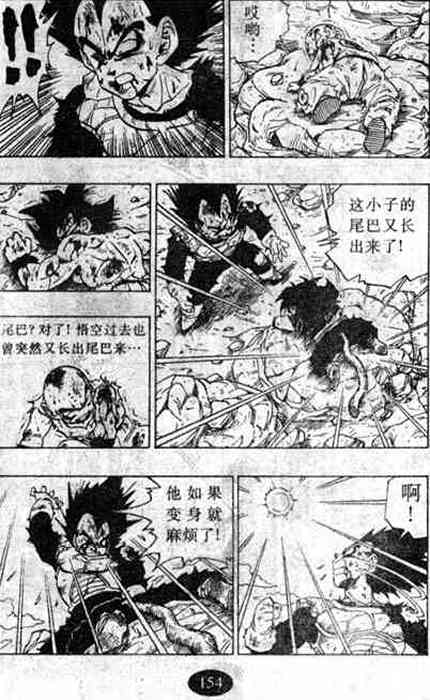 哎哟…
!!
这小子的
尾巴又长
出来了!
尾巴?对了!悟空过去也
曾突然又长出尾巴来…
啊!
他如果
变身就
麻烦了!
154